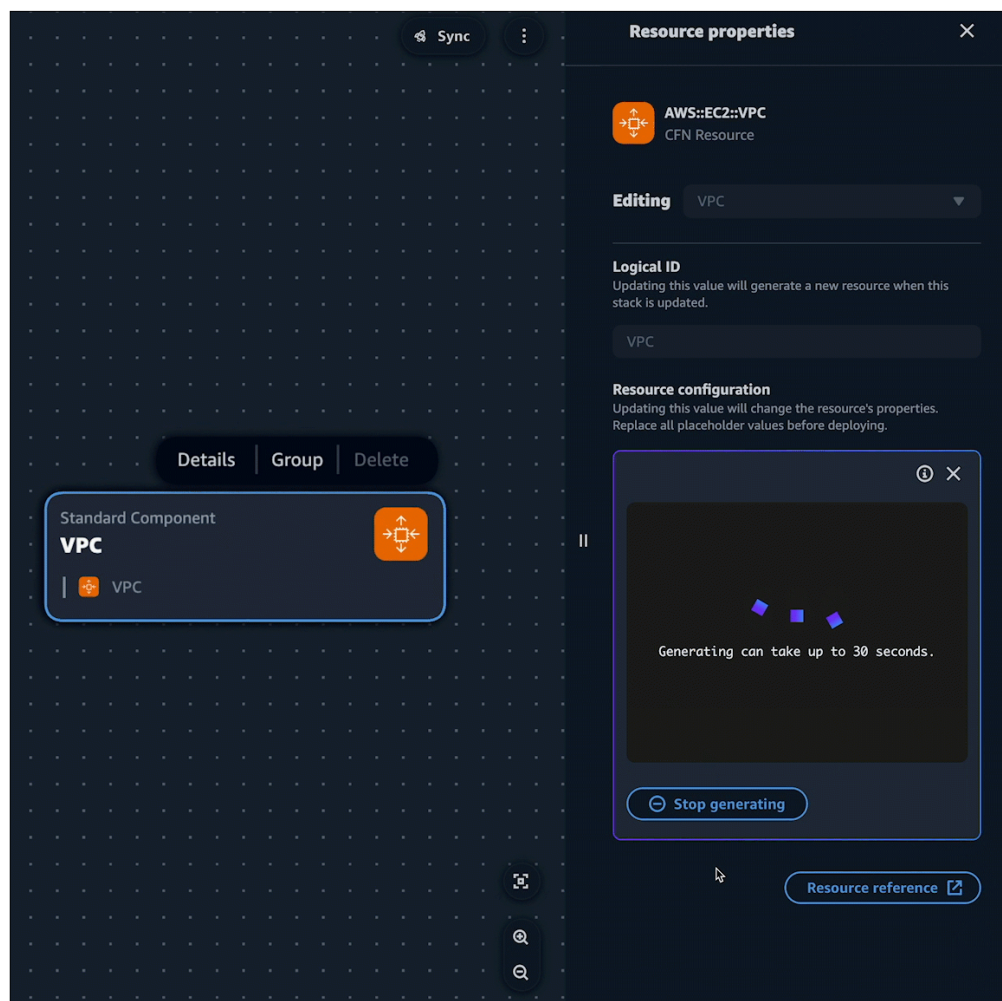 Sync
Resource properties
AWS::EC2::VPC
CFN Resource
Editing
VPC
Logical ID
Updating this value will generate a new resource when this
stack is updated.
VPC
Resource configuration
Updating this value will change the resource's properties.
Replace all placeholder values before deploying.
Details
Group
Delete
Standard Component
VPC
VPC
Generating can take up to 30 seconds.
Stop generating
Resource reference